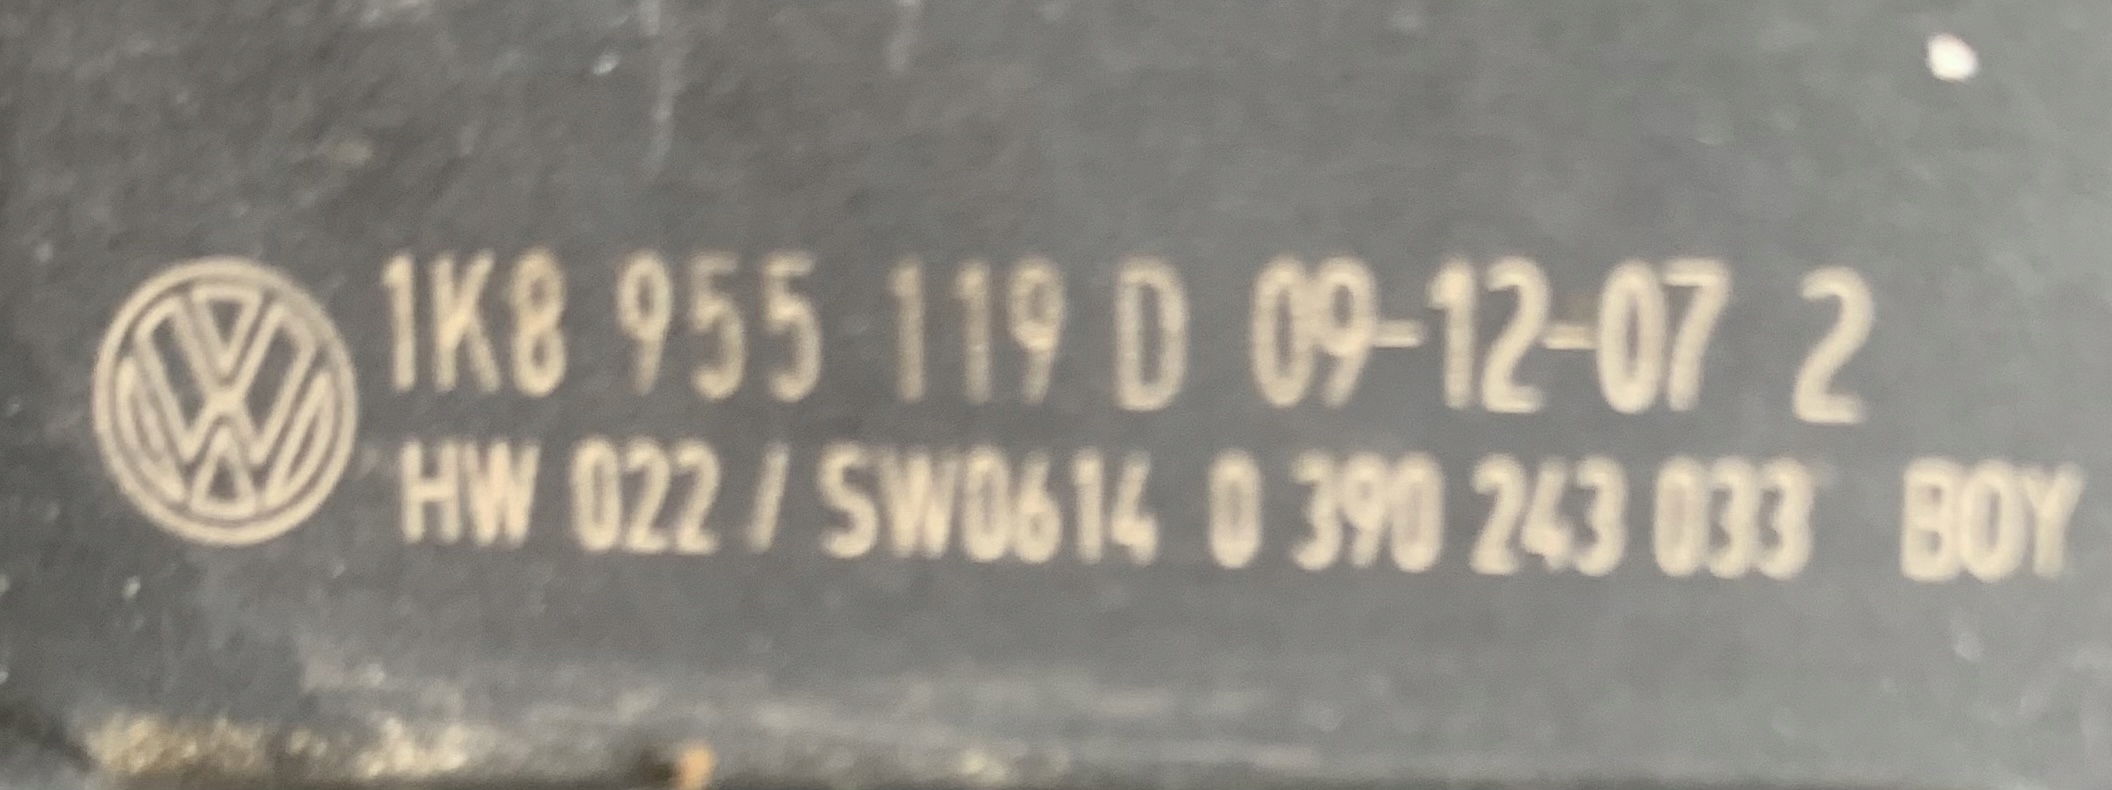 1K8 955 119 D 09-12-07 2
HW 022 / SW0614 0 390 243 033 BOY